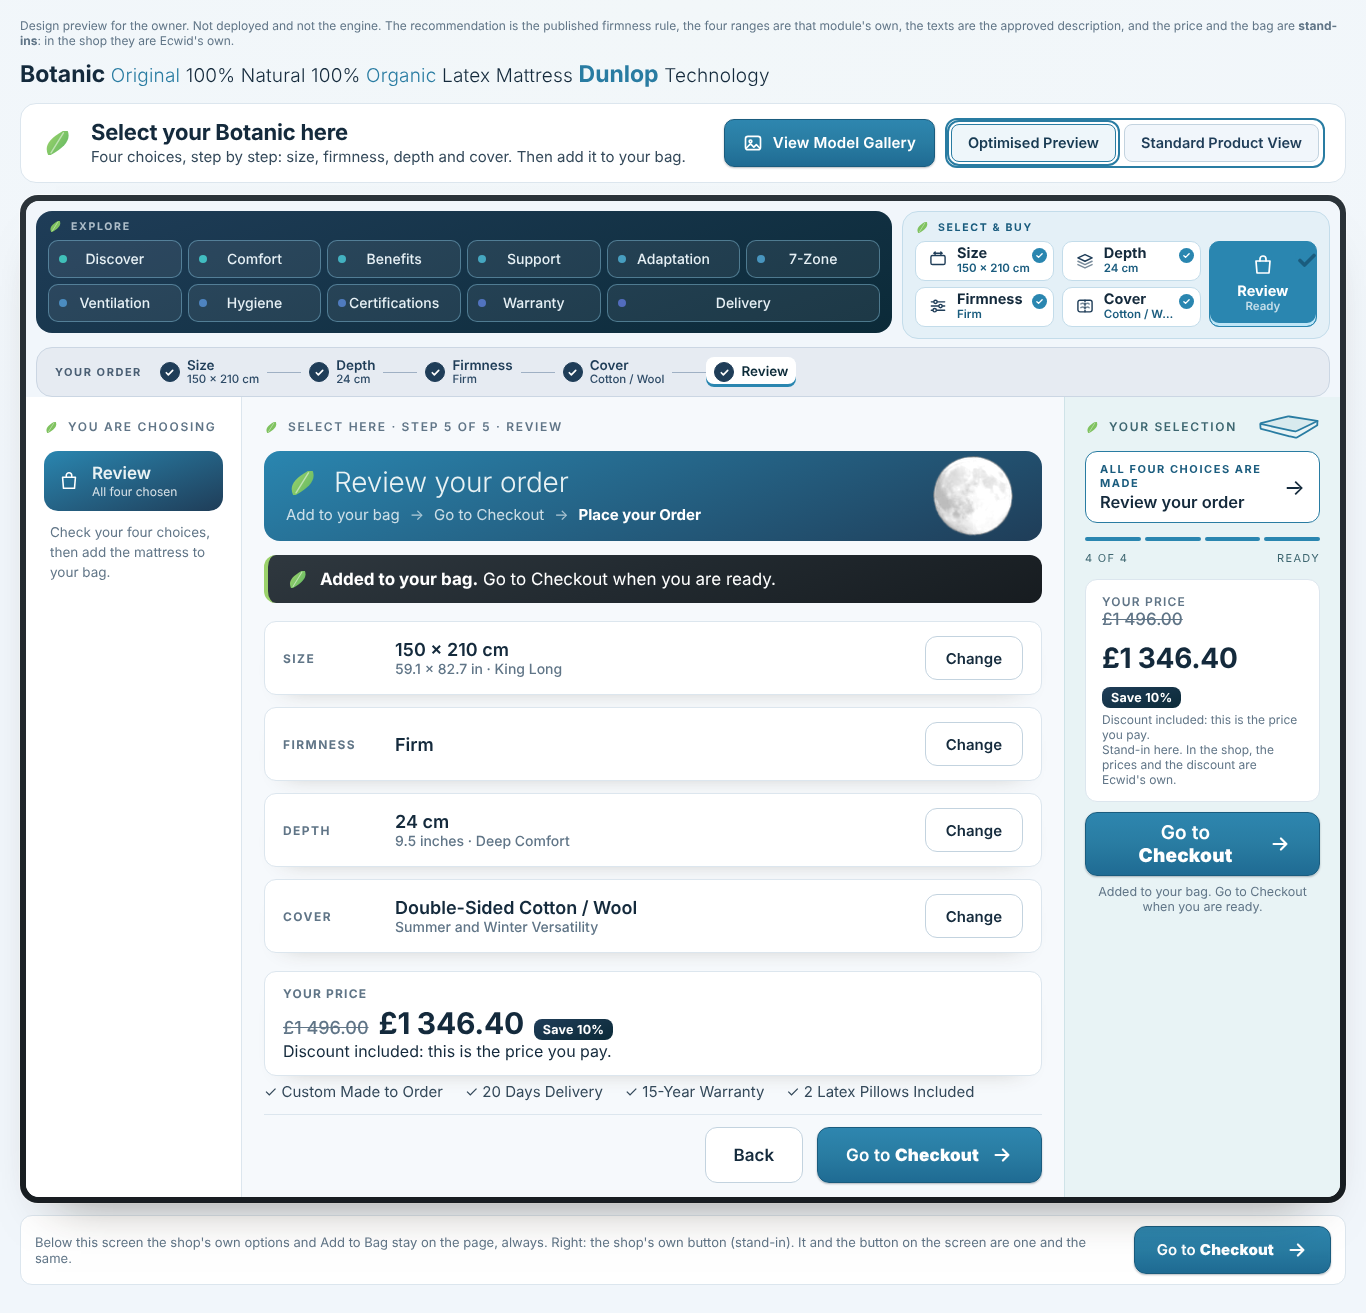 Design preview for the owner. Not deployed and not the engine. The recommendation is the published firmness rule, the four ranges are that module's own, the texts are the approved description, and the price and the bag are stand-
ins: in the shop they are Ecwid's own.
Botanic Original 100% Natural 100% Organic Latex Mattress Dunlop Technology
Select your Botanic here
Four choices, step by step: size, firmness, depth and cover. Then add it to your bag.
View Model Gallery
Optimised Preview
Standard Product View
EXPLORE
Discover
Comfort
Benefits
Support
Adaptation
7-Zone
Ventilation
Hygiene
Certifications
Warranty
Delivery
SELECT & BUY
Size
150 × 210 cm
Depth
24 cm
Firmness
Firm
Cover
Cotton / W...
Review
Ready
YOUR ORDER
Size
150 × 210 cm
Depth
24 cm
Firmness
Firm
Cover
Cotton / Wool
Review
YOU ARE CHOOSING
Review
All four chosen
Check your four choices,
then add the mattress to
your bag.
SELECT HERE · STEP 5 OF 5 · REVIEW
Review your order
Add to your bag → Go to Checkout → Place your Order
Added to your bag. Go to Checkout when you are ready.
SIZE
150 × 210 cm
59.1 × 82.7 in · King Long
Change
FIRMNESS
Firm
Change
DEPTH
24 cm
9.5 inches · Deep Comfort
Change
COVER
Double-Sided Cotton / Wool
Summer and Winter Versatility
Change
YOUR PRICE
£1 496.00 £1 346.40 Save 10%
Discount included: this is the price you pay.
✓ Custom Made to Order ✓ 20 Days Delivery ✓ 15-Year Warranty ✓ 2 Latex Pillows Included
Back
Go to Checkout →
YOUR SELECTION
ALL FOUR CHOICES ARE
MADE
Review your order →
4 OF 4 READY
YOUR PRICE
£1 496.00
£1 346.40
Save 10%
Discount included: this is the price
you pay.
Stand-in here. In the shop, the
prices and the discount are
Ecwid's own.
Go to
Checkout →
Added to your bag. Go to Checkout
when you are ready.
Below this screen the shop's own options and Add to Bag stay on the page, always. Right: the shop's own button (stand-in). It and the button on the screen are one and the
same.
Go to Checkout →